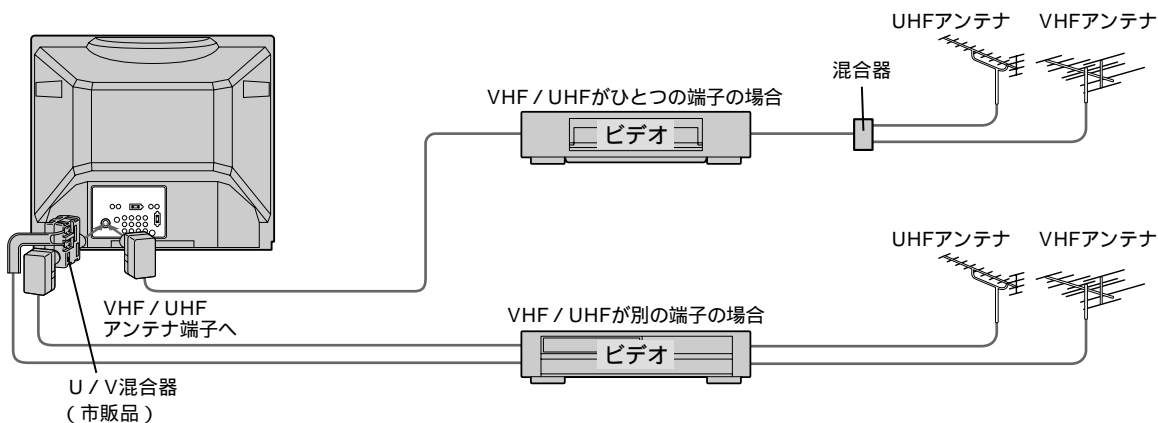 UHFアンテナ VHFアンテナ
混合器
VHF / UHFがひとつの端子の場合
ビデオ
UHFアンテナ VHFアンテナ
VHF / UHF
アンテナ端子へ
VHF / UHFが別の端子の場合
ビデオ
U / V混合器
( 市販品 )